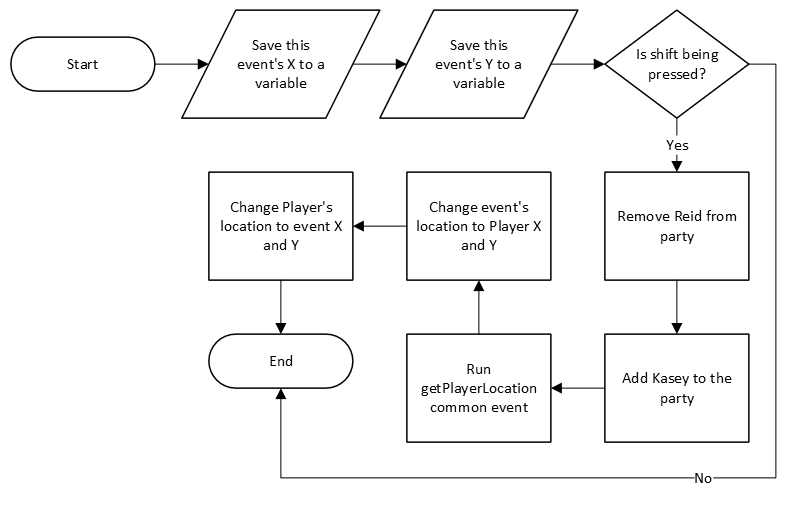 Start
Save this
event's X to a
variable
Save this
event's Y to a
variable
Is shift being
pressed?
Yes
Remove Reid from
party
Add Kasey to the
party
Run
getPlayerLocation
common event
Change event's
location to Player X
and Y
Change Player's
location to event X
and Y
End
No